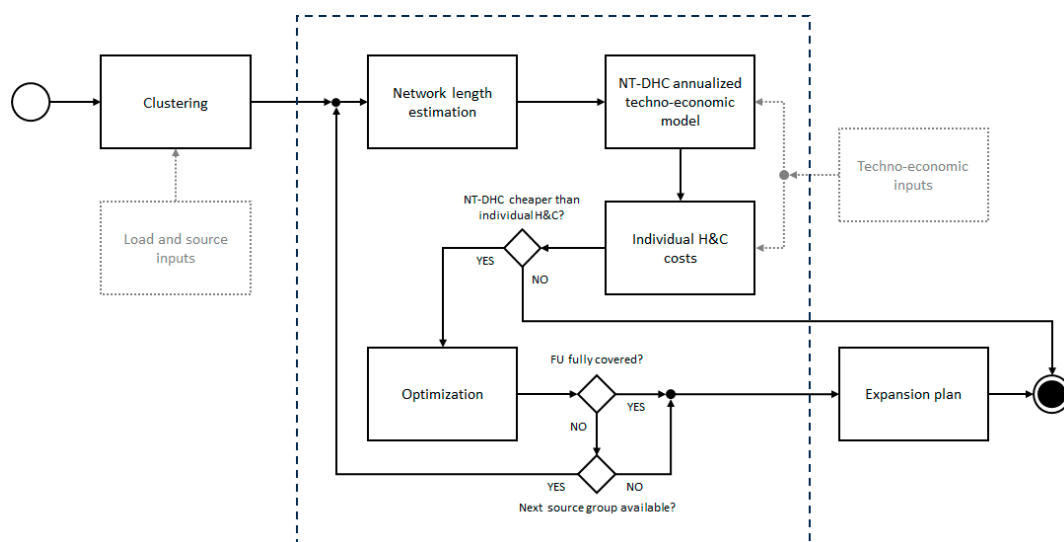 Clustering
Network length
estimation
NT-DHC annualized
techno-economic
model
Techno-economic
inputs
Load and source
inputs
NT-DHC cheaper than
individual H&C?
YES
NO
Individual H&C
costs
Optimization
FU fully covered?
YES
NO
Expansion plan
YES
NO
Next source group available?